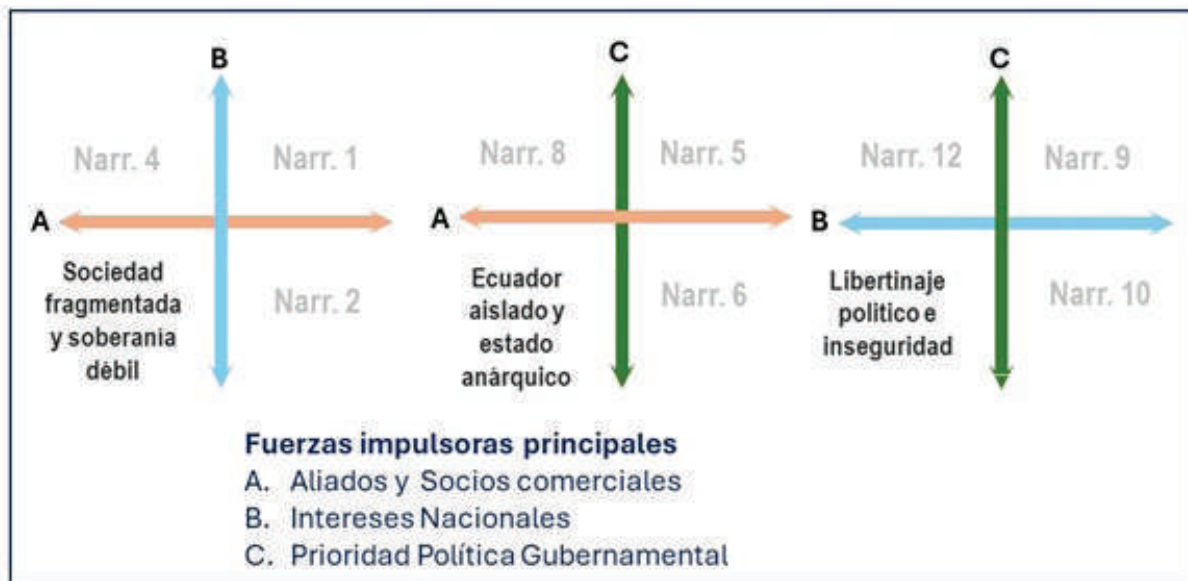 B
Narr. 4
Narr. 1
A
Sociedad
fragmentada
y soberanía
débil
Narr. 2
C
Narr. 8
Narr. 5
A
Ecuador
aislado y
estado
anárquico
Narr. 6
C
Narr. 12
Narr. 9
B
Libertinaje
político e
inseguridad
Narr. 10
Fuerzas impulsoras principales
A. Aliados y Socios comerciales
B. Intereses Nacionales
C. Prioridad Política Gubernamental